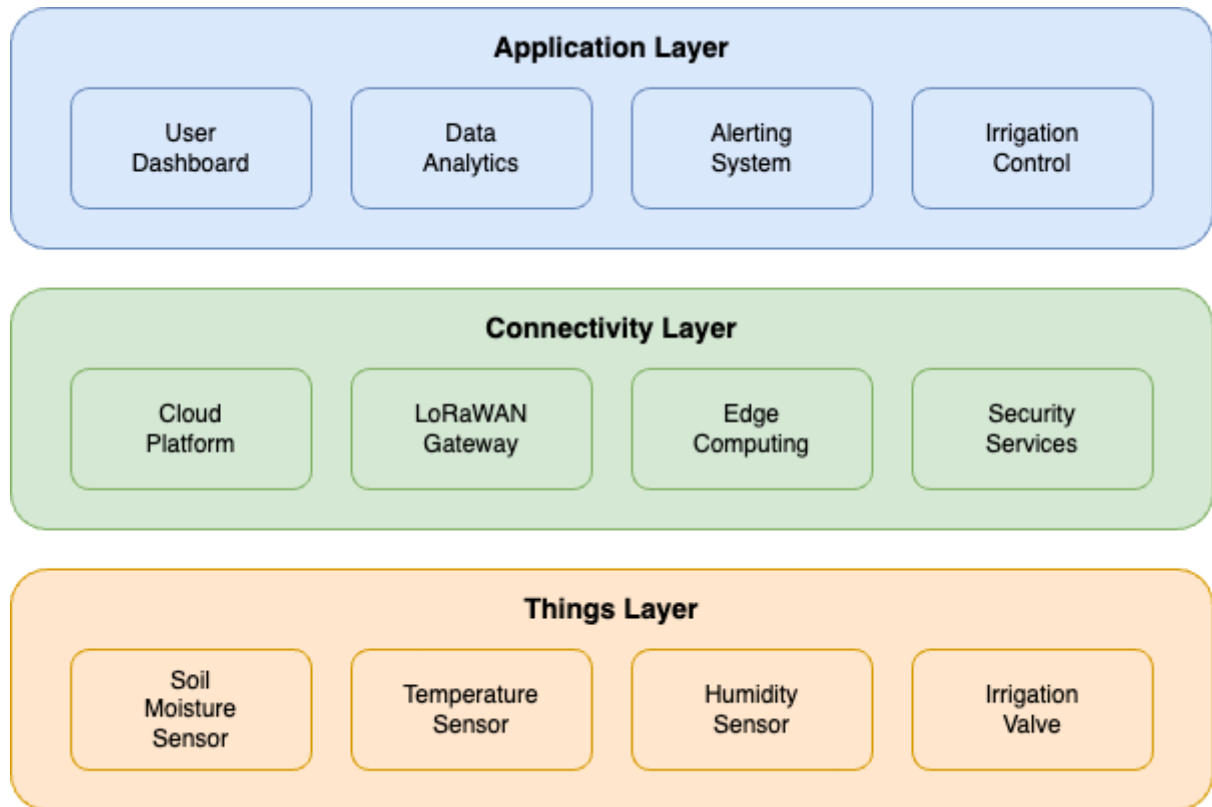 Application Layer
User
Dashboard
Data
Analytics
Alerting
System
Irrigation
Control
Connectivity Layer
Cloud
Platform
LoRaWAN
Gateway
Edge
Computing
Security
Services
Things Layer
Soil
Moisture
Sensor
Temperature
Sensor
Humidity
Sensor
Irrigation
Valve